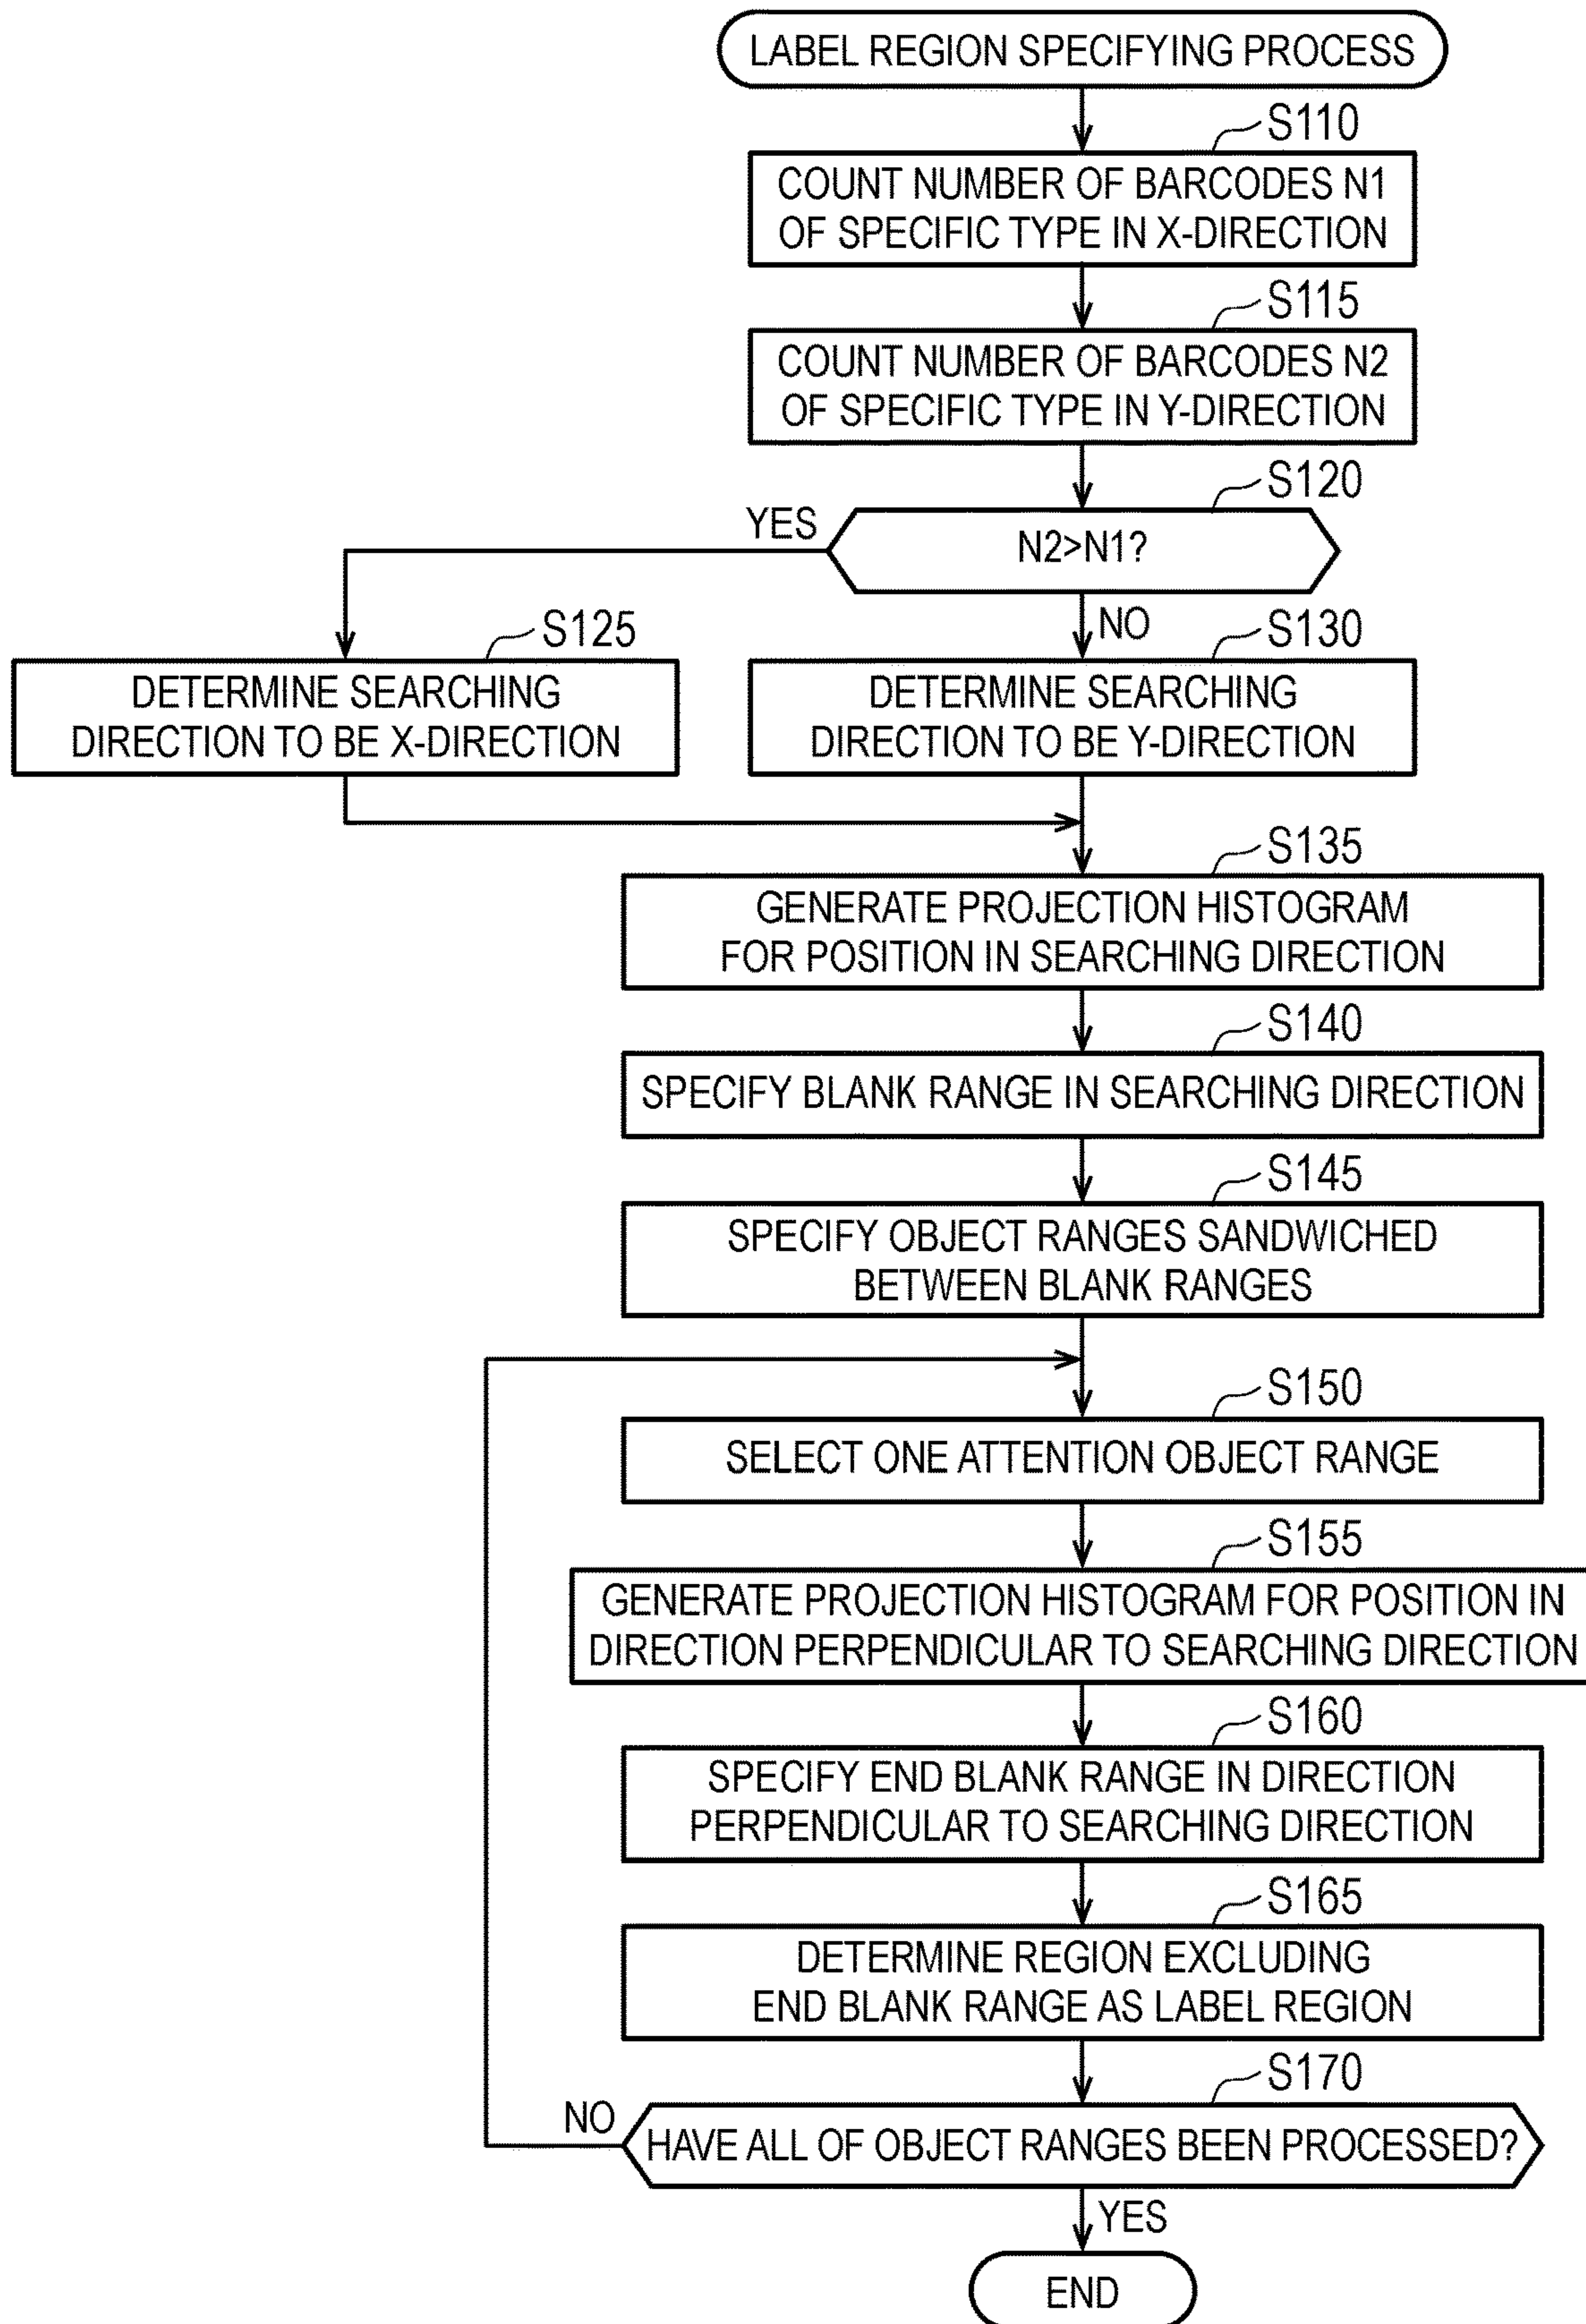 LABEL REGION SPECIFYING PROCESS
S110
COUNT NUMBER OF BARCODES N1
OF SPECIFIC TYPE IN X-DIRECTION
S115
COUNT NUMBER OF BARCODES N2
OF SPECIFIC TYPE IN Y-DIRECTION
S120
YES
N2>N1?
NO
S125
DETERMINE SEARCHING
DIRECTION TO BE X-DIRECTION
S130
DETERMINE SEARCHING
DIRECTION TO BE Y-DIRECTION
S135
GENERATE PROJECTION HISTOGRAM
FOR POSITION IN SEARCHING DIRECTION
S140
SPECIFY BLANK RANGE IN SEARCHING DIRECTION
S145
SPECIFY OBJECT RANGES SANDWICHED
BETWEEN BLANK RANGES
S150
SELECT ONE ATTENTION OBJECT RANGE
S155
GENERATE PROJECTION HISTOGRAM FOR POSITION IN
DIRECTION PERPENDICULAR TO SEARCHING DIRECTION
S160
SPECIFY END BLANK RANGE IN DIRECTION
PERPENDICULAR TO SEARCHING DIRECTION
S165
DETERMINE REGION EXCLUDING
END BLANK RANGE AS LABEL REGION
S170
NO
HAVE ALL OF OBJECT RANGES BEEN PROCESSED?
YES
END